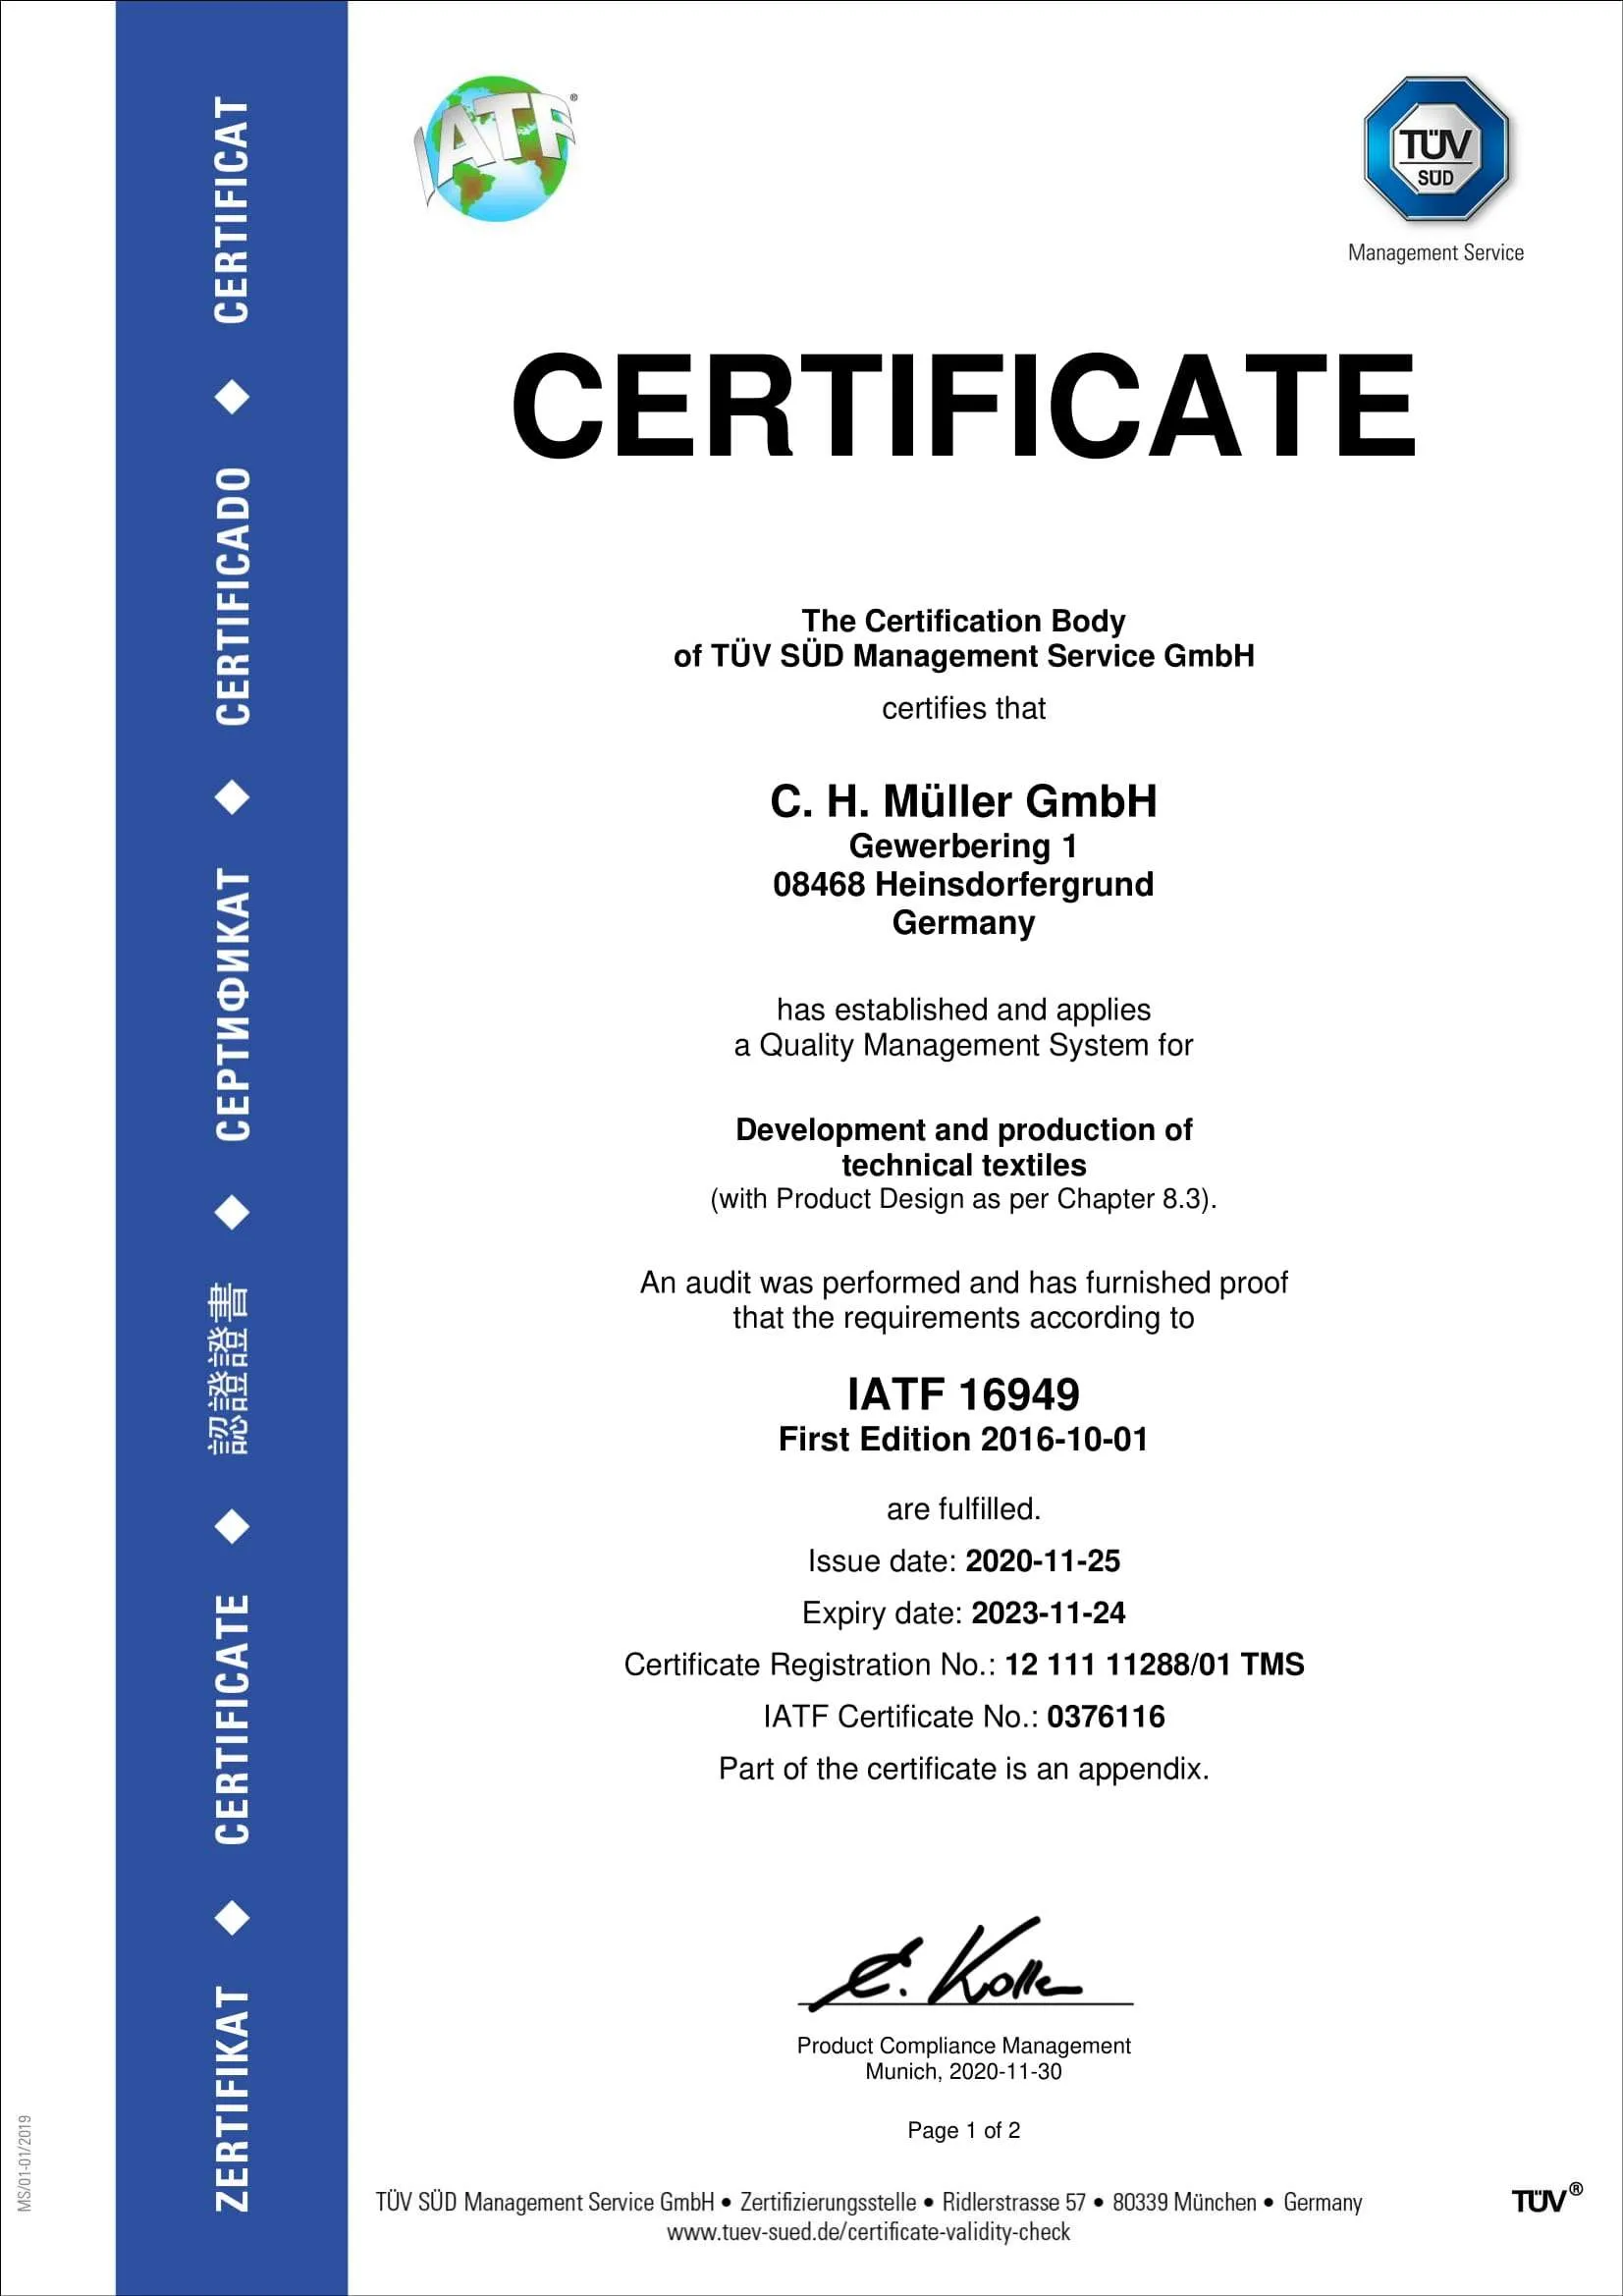 IATF®
TÜV
SÜD
Management Service
CERTIFICATE
The Certification Body
of TÜV SÜD Management Service GmbH
certifies that
C. H. Müller GmbH
Gewerbering 1
08468 Heinsdorfergrund
Germany
has established and applies
a Quality Management System for
Development and production of
technical textiles
(with Product Design as per Chapter 8.3).
An audit was performed and has furnished proof
that the requirements according to
IATF 16949
First Edition 2016-10-01
are fulfilled.
Issue date: 2020-11-25
Expiry date: 2023-11-24
Certificate Registration No.: 12 111 11288/01 TMS
IATF Certificate No.: 0376116
Part of the certificate is an appendix.
E. Koller
Product Compliance Management
Munich, 2020-11-30
Page 1 of 2
TÜV SÜD Management Service GmbH • Zertifizierungsstelle • Ridlerstrasse 57 • 80339 München • Germany
www.tuev-sued.de/certificate-validity-check
TÜV®
ZERTIFIKAT ◆ CERTIFICATE ◆ 認證證書 ◆ СЕРТИФИКАТ ◆ CERTIFICADO ◆ CERTIFICAT
MS/01-01/2019